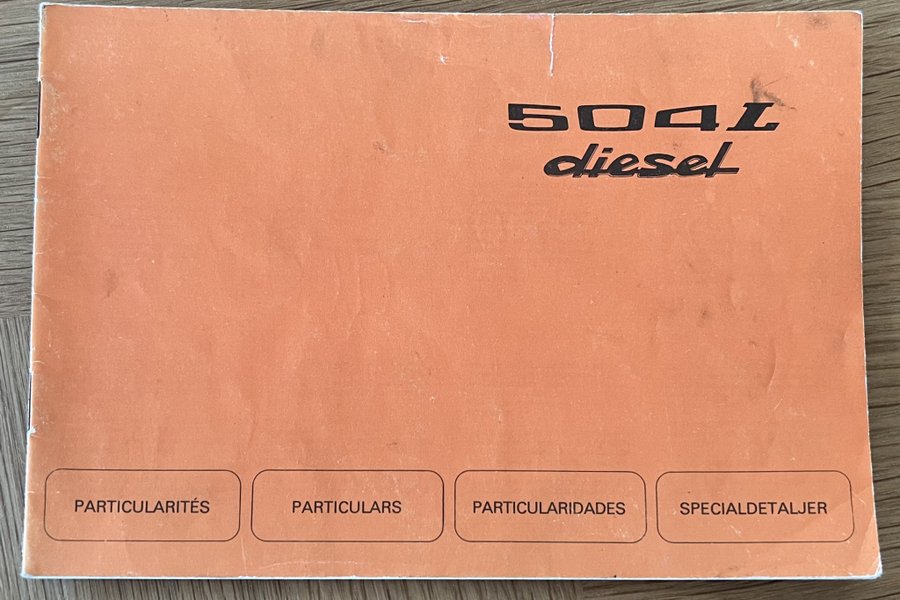 504L
diesel
PARTICULARITÉS
PARTICULARS
PARTICULARIDADES
SPECIALDETALJER